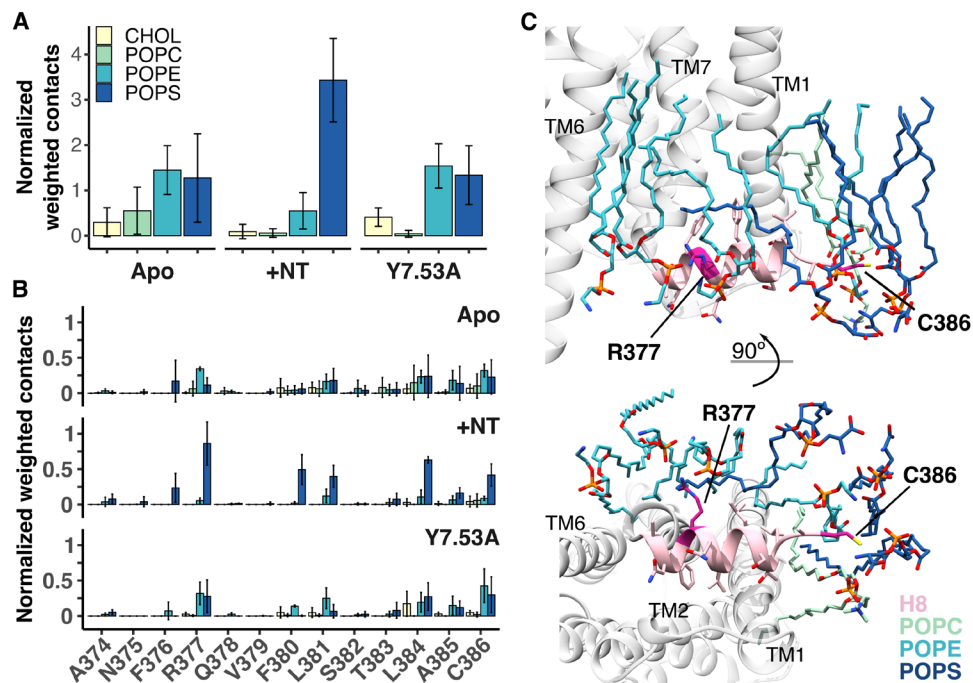 A
Normalized
weighted contacts
4
3
2
1
0
CHOL
POPC
POPE
POPS
Apo
+NT
Y7.53A
B
Normalized weighted contacts
Apo
1
0.5
0
+NT
1
0.5
0
Y7.53A
1
0.5
0
A374
N375
F376
R377
Q378
V379
F380
L381
S382
T383
L384
A385
C386
C
TM7
TM1
TM6
R377
C386
90º
R377
C386
TM6
TM2
TM1
H8
POPC
POPE
POPS